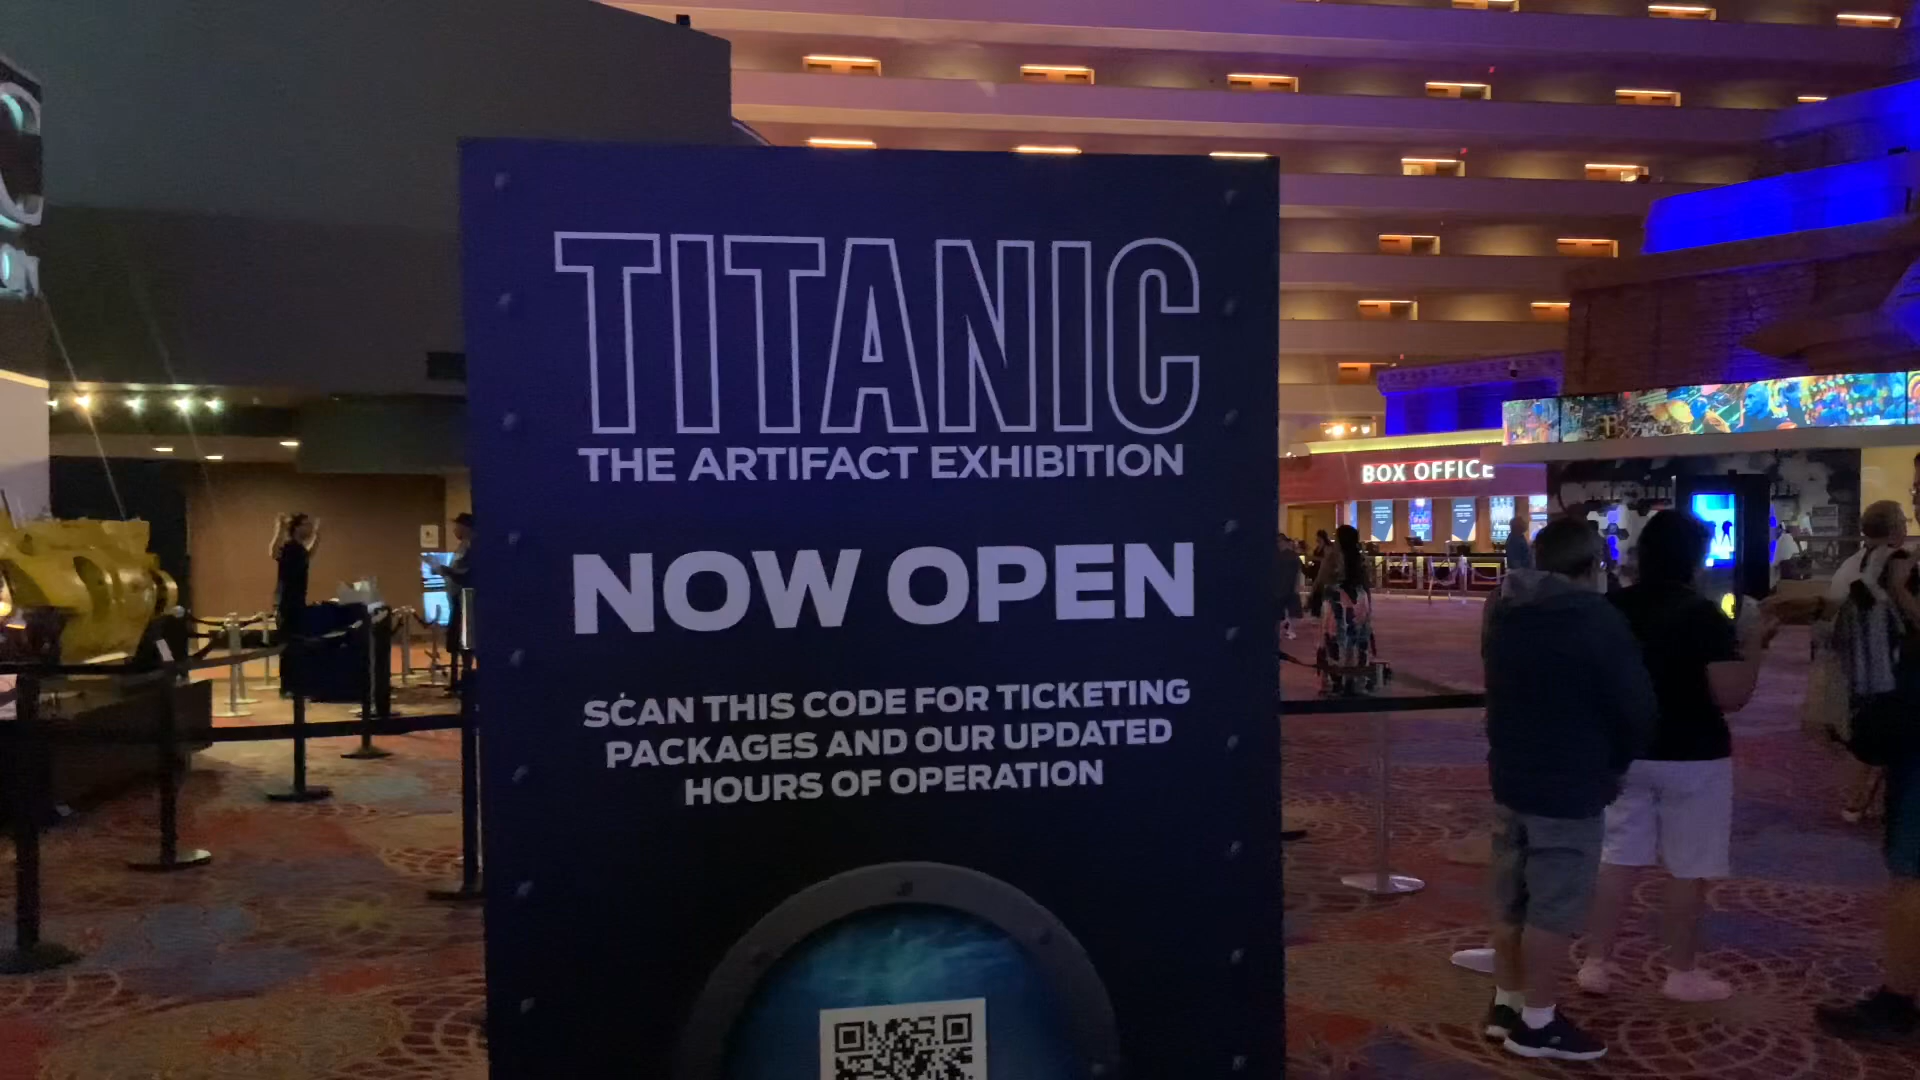 TITANIC
THE ARTIFACT EXHIBITION
NOW OPEN
SCAN THIS CODE FOR TICKETING
PACKAGES AND OUR UPDATED
HOURS OF OPERATION
BOX OFFICE